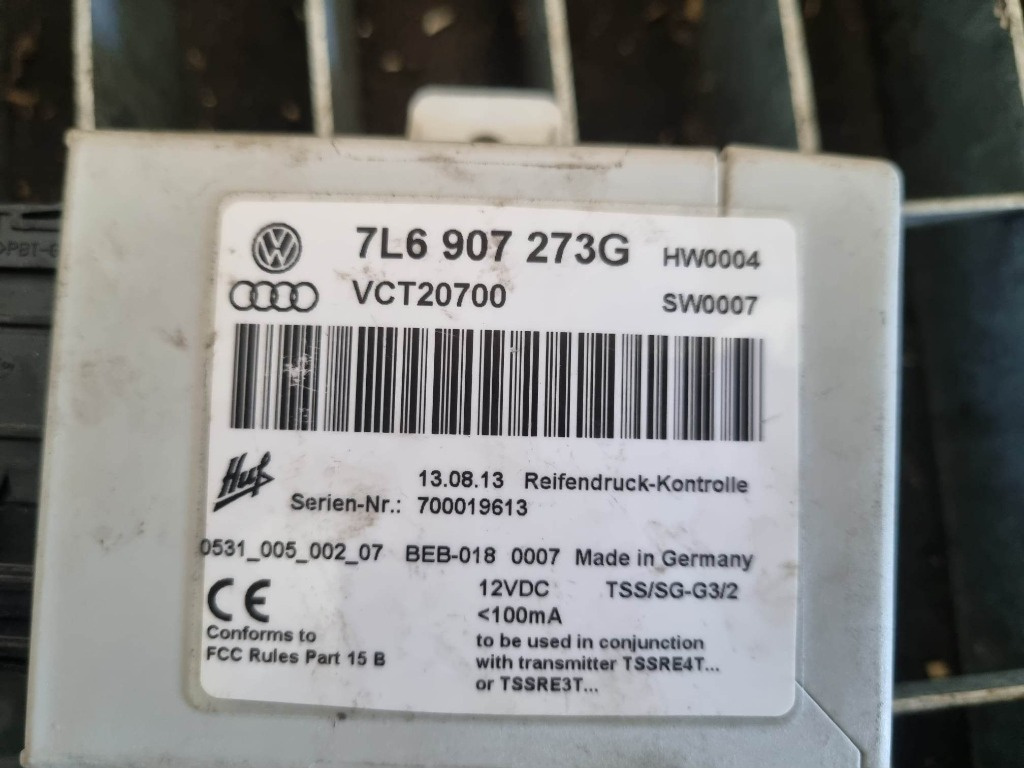 7L6 907 273G HW0004
VCT20700 SW0007
Huf
13.08.13 Reifendruck-Kontrolle
Serien-Nr.: 700019613
0531_005_002_07 BEB-018 0007 Made in Germany
CE 12VDC TSS/SG-G3/2
<100mA
Conforms to
FCC Rules Part 15 B
to be used in conjunction
with transmitter TSSRE4T...
or TSSRE3T...